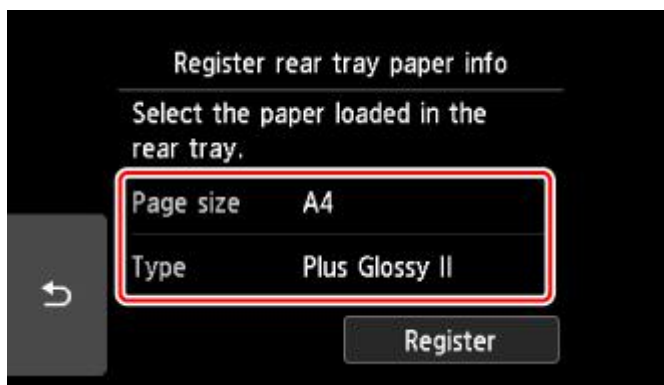 Register rear tray paper info
Select the paper loaded in the
rear tray.
Page size A4
Type Plus Glossy II
Register